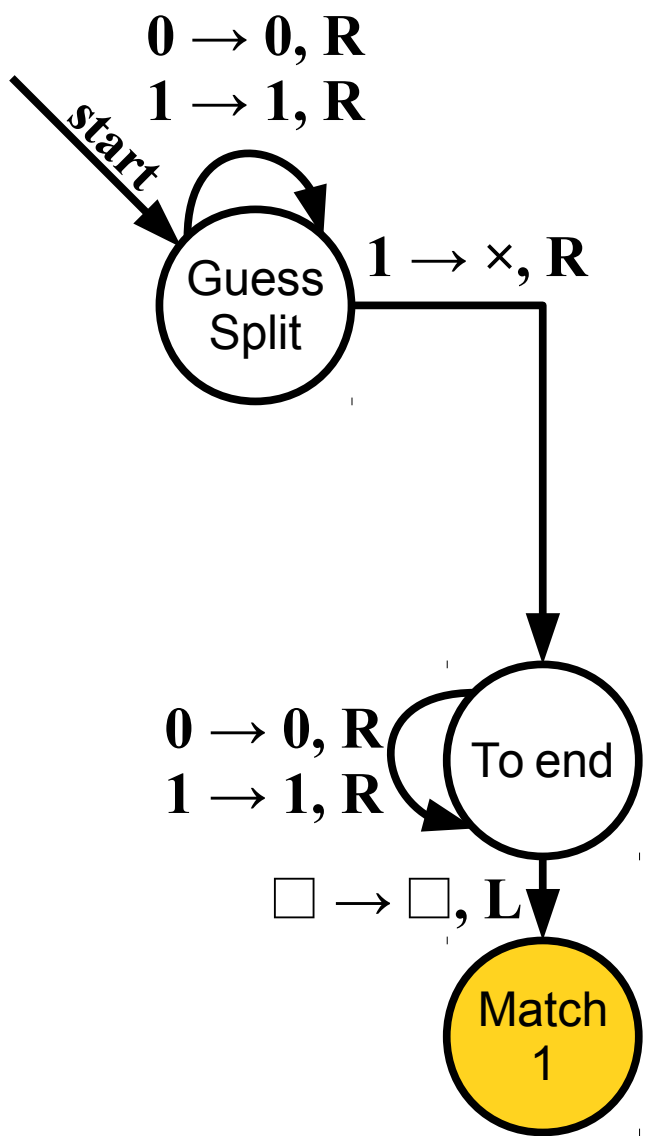 0 → 0, R
1 → 1, R
start
Guess
Split
1 → ×, R
0 → 0, R
1 → 1, R
To end
□ → □, L
Match
1